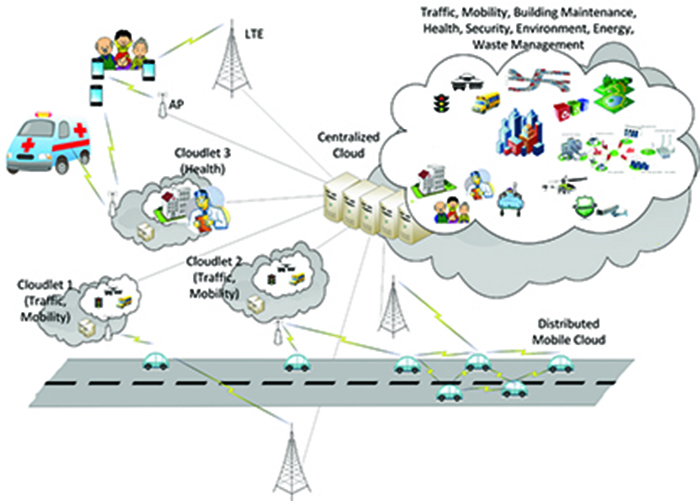 Traffic, Mobility, Building Maintenance,
Health, Security, Environment, Energy,
Waste Management
LTE
AP
Centralized
Cloud
Cloudlet 3
(Health)
Cloudlet 2
(Traffic,
Mobility)
Cloudlet 1
(Traffic,
Mobility)
Distributed
Mobile Cloud